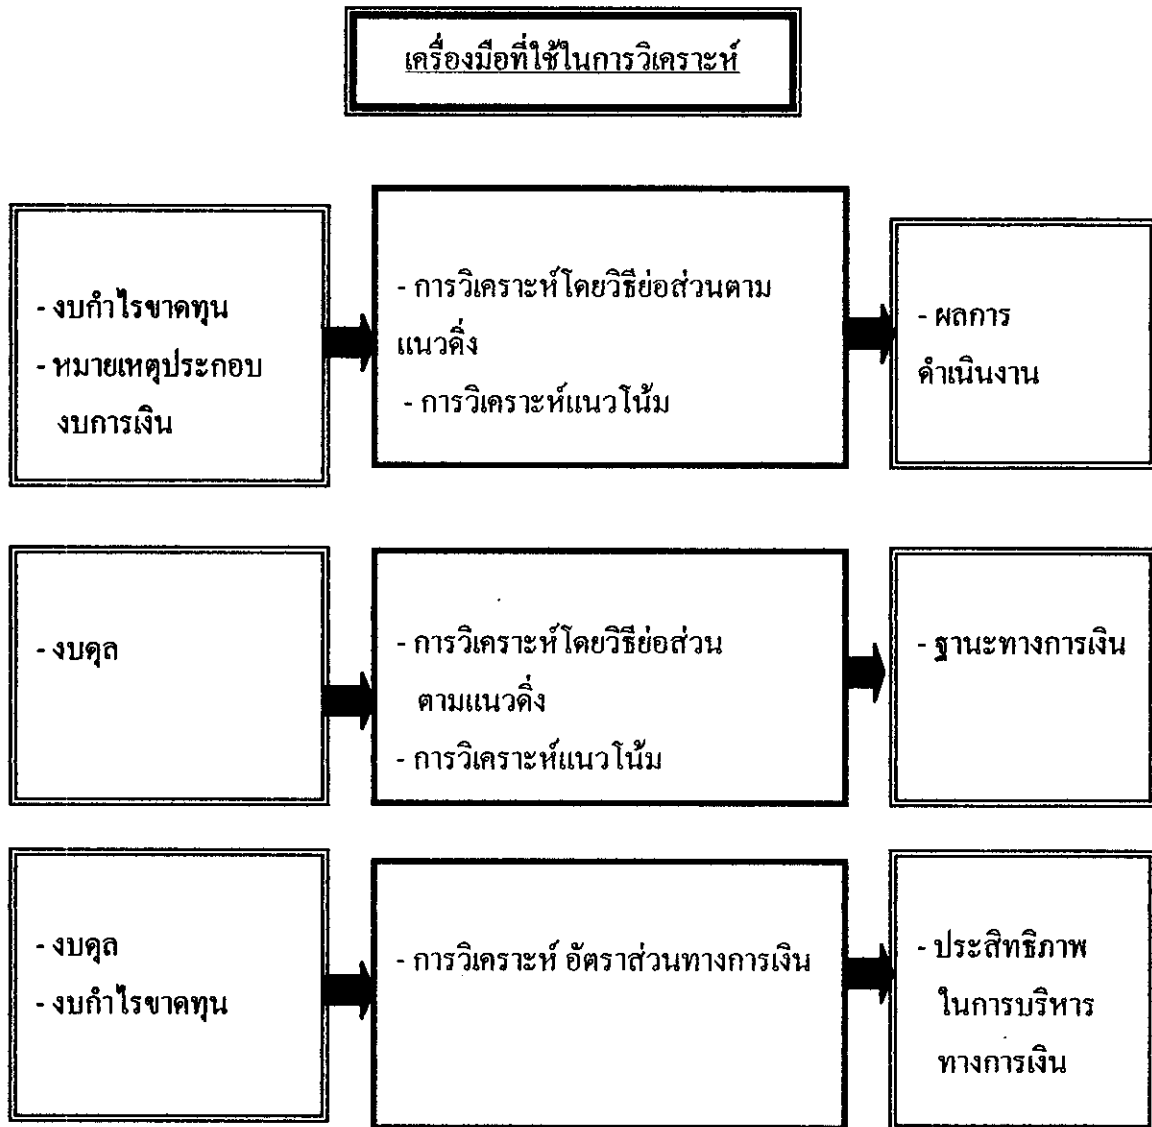 เครื่องมือที่ใช้ในการวิเคราะห์
- งบกำไรขาดทุน
- หมายเหตุประกอบ
งบการเงิน
- การวิเคราะห์โดยวิธีย่อส่วนตาม
แนวดิ่ง
- การวิเคราะห์แนวโน้ม
- ผลการ
ดำเนินงาน
- งบดุล
- การวิเคราะห์โดยวิธีย่อส่วน
ตามแนวดิ่ง
- การวิเคราะห์แนวโน้ม
- ฐานะทางการเงิน
- งบดุล
- งบกำไรขาดทุน
- การวิเคราะห์ อัตราส่วนทางการเงิน
- ประสิทธิภาพ
ในการบริหาร
ทางการเงิน